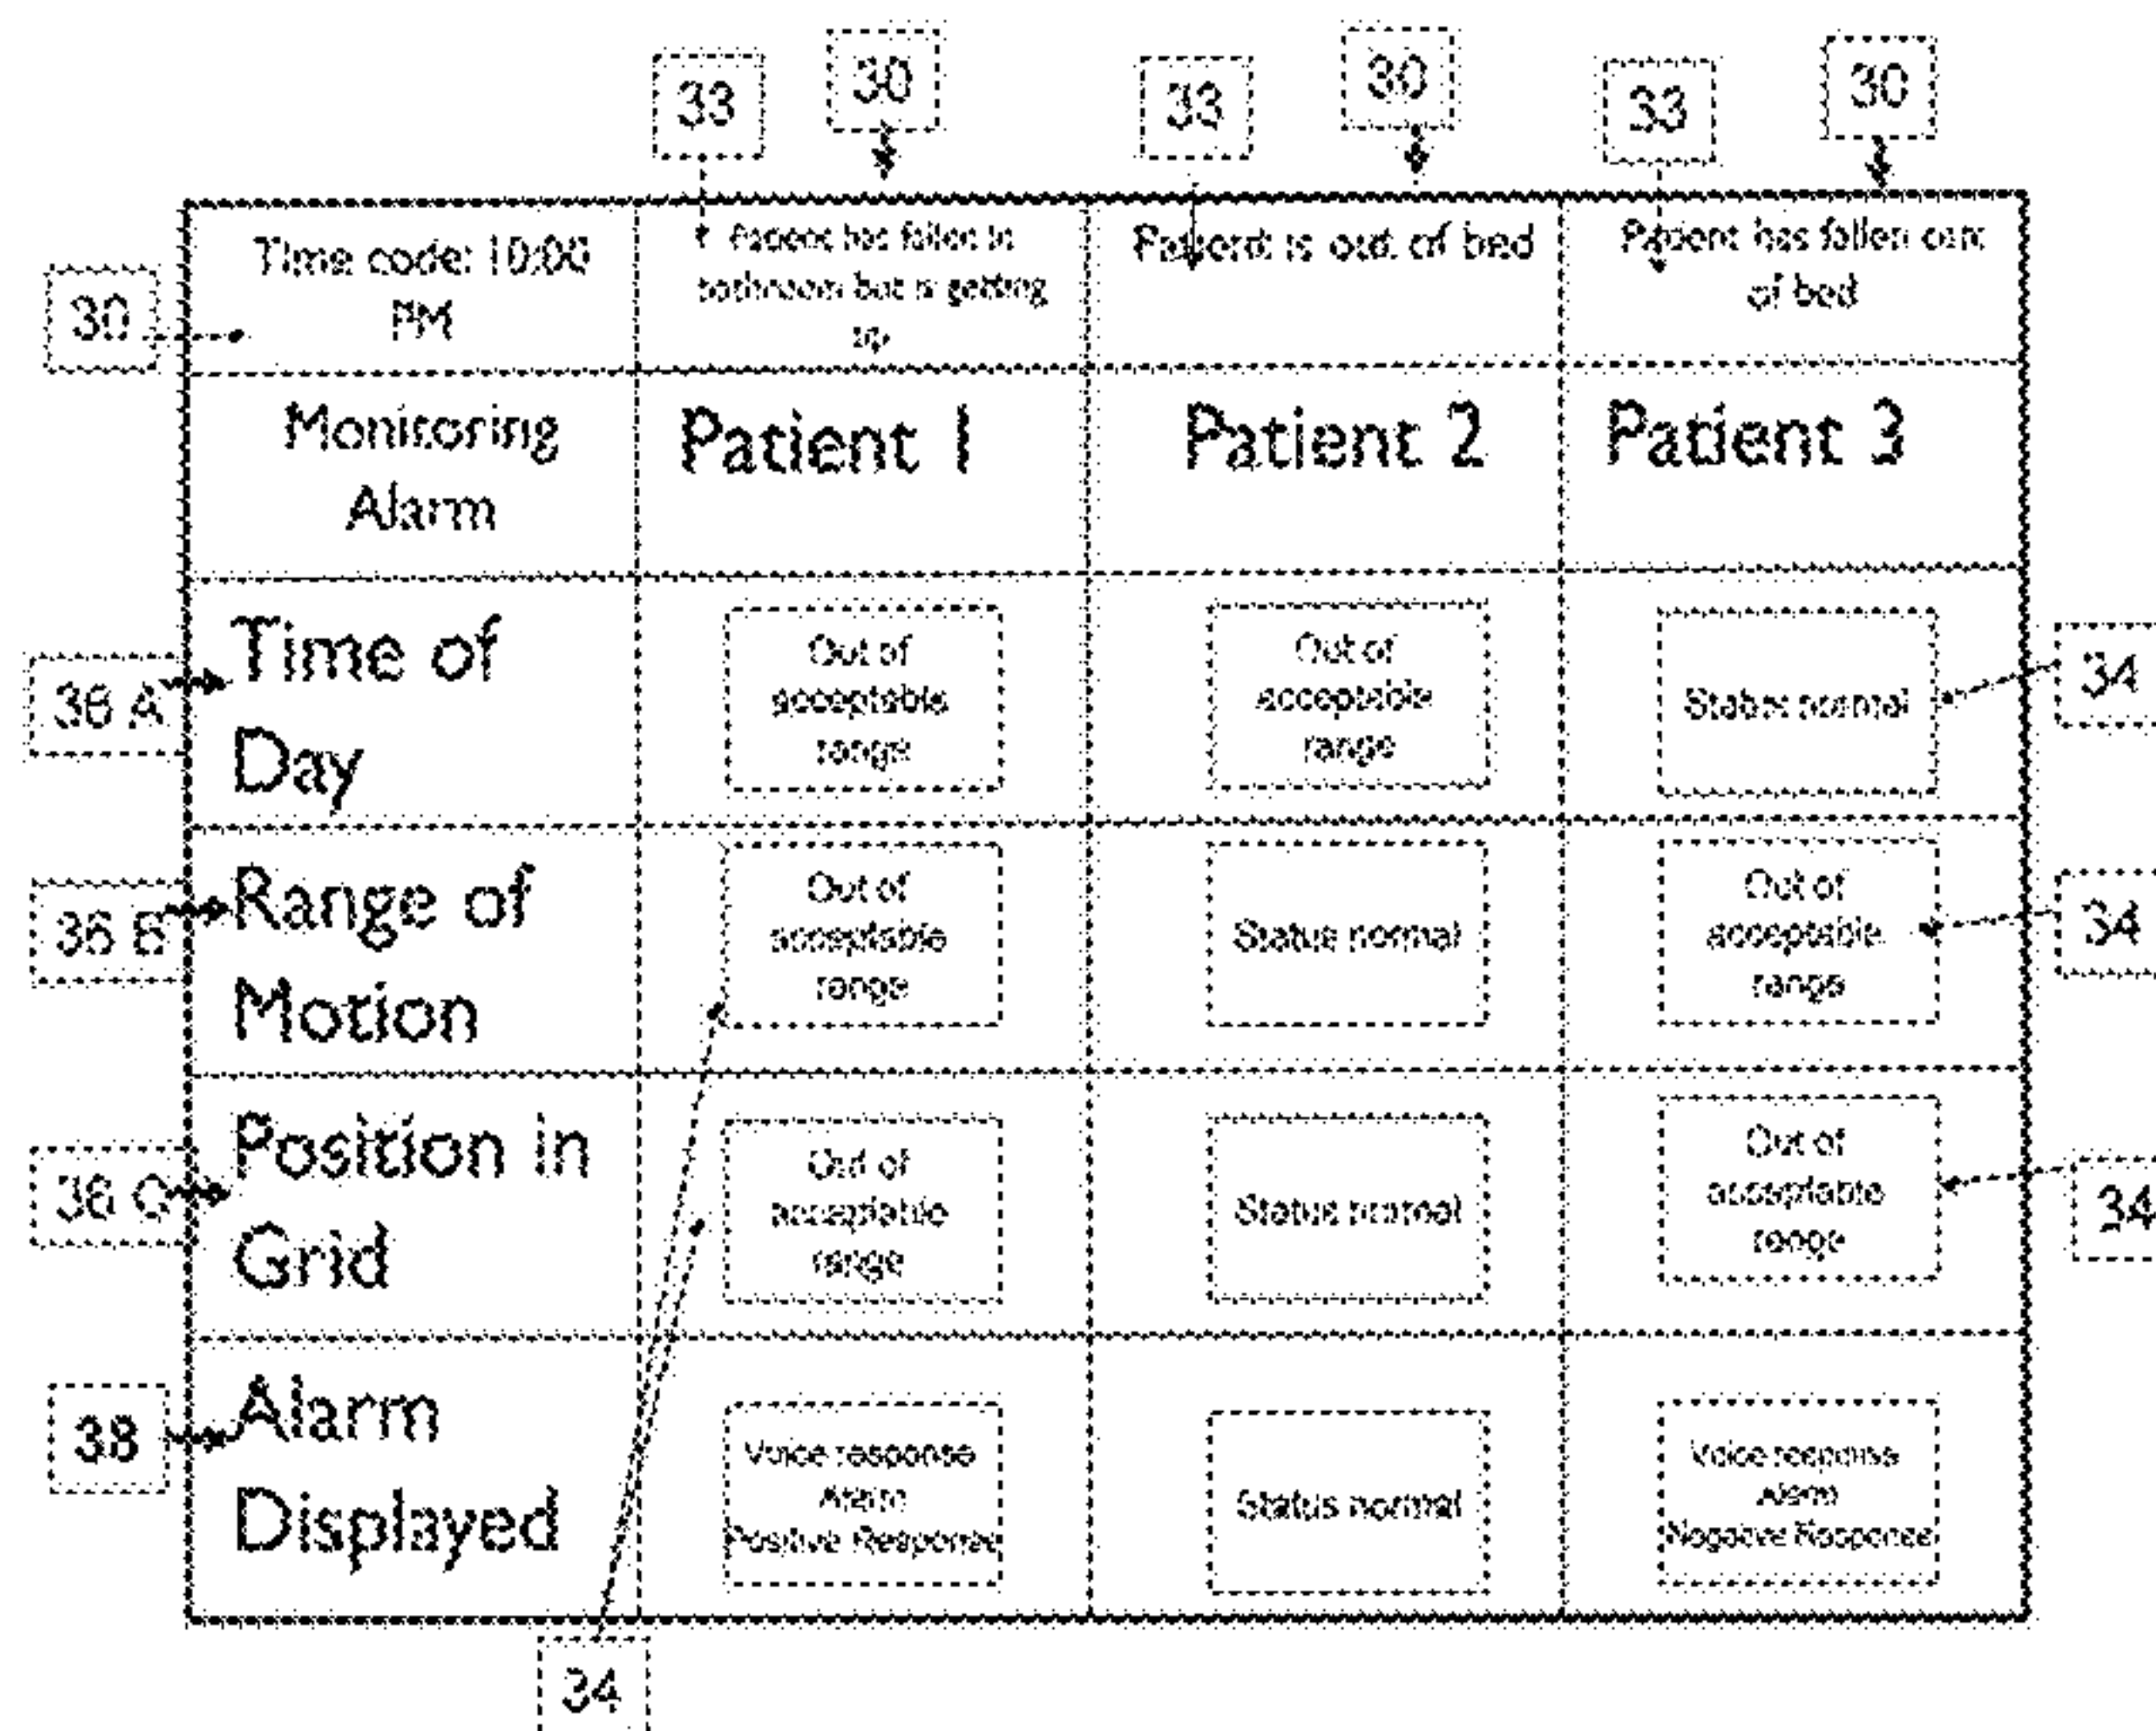 33 30 33 30 33 30
30
Time code: 10:00
PM
Patient has fallen in
bathroom but is getting
up
Patient is out of bed
Patient has fallen out
of bed
Monitoring
Alarm
Patient 1
Patient 2
Patient 3
36 A
Time of
Day
Out of
acceptable
range
Out of
acceptable
range
Status normal
34
36 B
Range of
Motion
Out of
acceptable
range
Status normal
Out of
acceptable
range
34
36 C
Position in
Grid
Out of
acceptable
range
Status normal
Out of
acceptable
range
34
38
Alarm
Displayed
Voice response
Alarm
Positive Response
Status normal
Voice response
Alarm
Negative Response
34